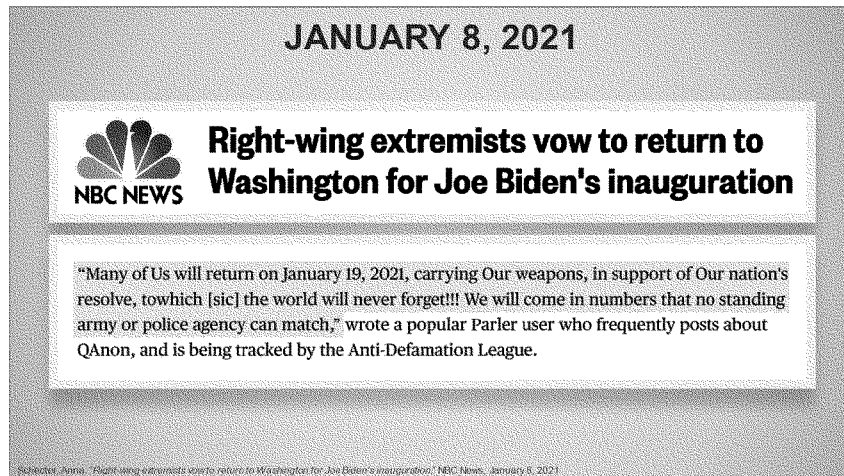 JANUARY 8, 2021
NBC NEWS
Right-wing extremists vow to return to
Washington for Joe Biden's inauguration
“Many of Us will return on January 19, 2021, carrying Our weapons, in support of Our nation's
resolve, towhich [sic] the world will never forget!!! We will come in numbers that no standing
army or police agency can match,” wrote a popular Parler user who frequently posts about
QAnon, and is being tracked by the Anti-Defamation League.
Schecter, Anna. "Right-wing extremists vow to return to Washington for Joe Biden's inauguration," NBC News, January 8, 2021